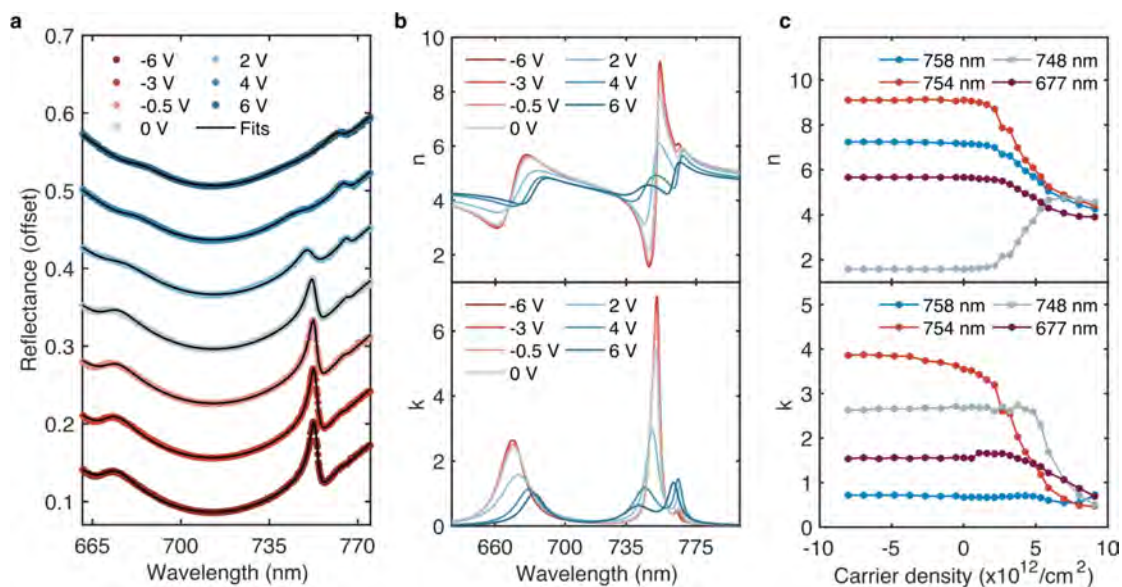 a
Reflectance (offset)
0.7
0.6
0.5
0.4
0.3
0.2
0.1
-6 V
2 V
-3 V
4 V
-0.5 V
6 V
0 V
Fits
665
700
735
770
Wavelength (nm)
b
n
10
8
6
4
2
-6 V
2 V
-3 V
4 V
-0.5 V
6 V
0 V
k
6
4
2
0
-6 V
2 V
-3 V
4 V
-0.5 V
6 V
0 V
660
700
735
775
Wavelength (nm)
c
n
10
8
6
4
2
758 nm
748 nm
754 nm
677 nm
k
5
4
3
2
1
0
758 nm
748 nm
754 nm
677 nm
-10
-5
0
5
10
Carrier density (x10¹²/cm²)